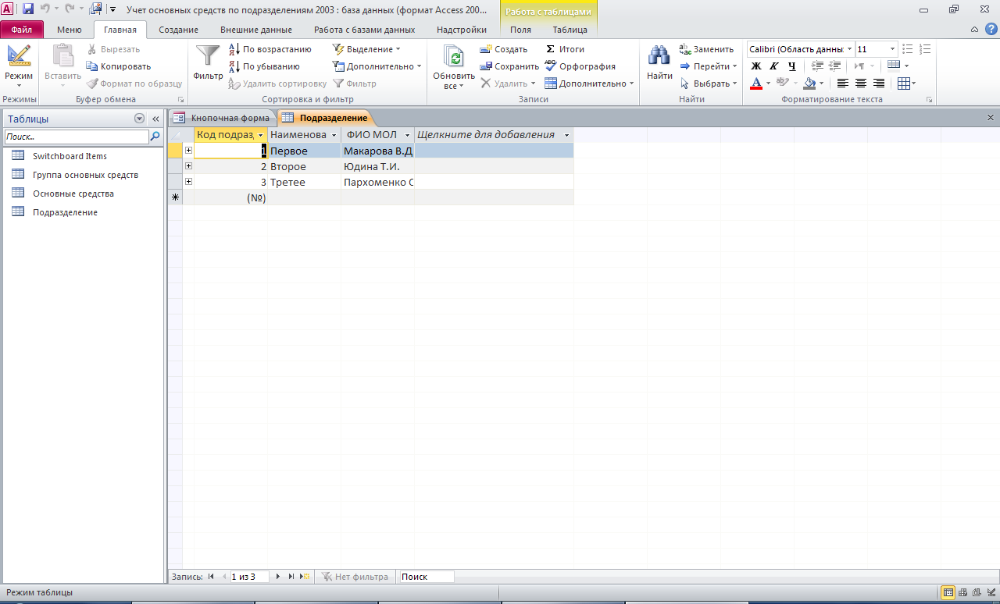 Учет основных средств по подразделениям 2003 : база данных (формат Access 200...
Работа с таблицами
Файл Меню Главная Создание Внешние данные Работа с базами данных Надстройки Поля Таблица
Режим
Режимы
Вставить
Вырезать
Копировать
Формат по образцу
Буфер обмена
Фильтр
По возрастанию
По убыванию
Удалить сортировку
Выделение
Дополнительно
Фильтр
Сортировка и фильтр
Обновить
все
Создать
Сохранить
Удалить
Итоги
Орфография
Дополнительно
Записи
Найти
Заменить
Перейти
Выбрать
Найти
Calibri (Область данных 11
Ж К Ч
Форматирование текста
Таблицы
Поиск...
Switchboard Items
Группа основных средств
Основные средства
Подразделение
Кнопочная форма Подразделение
Код подраз Наименова ФИО МОЛ Щелкните для добавления
1 Первое Макарова В.Д
2 Второе Юдина Т.И.
3 Третее Пархоменко С
(№)
Запись: 1 из 3 Нет фильтра Поиск
Режим таблицы